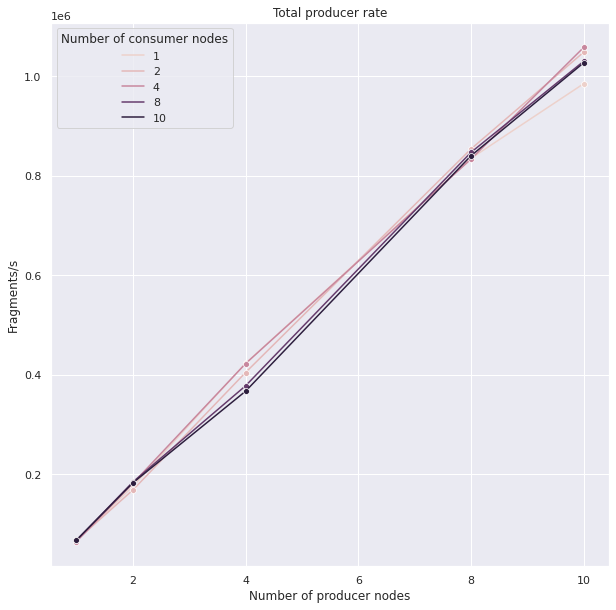 Total producer rate
1e6
Number of consumer nodes
1
2
4
8
10
1.0
0.8
0.6
0.4
0.2
Fragments/s
2 4 6 8 10
Number of producer nodes